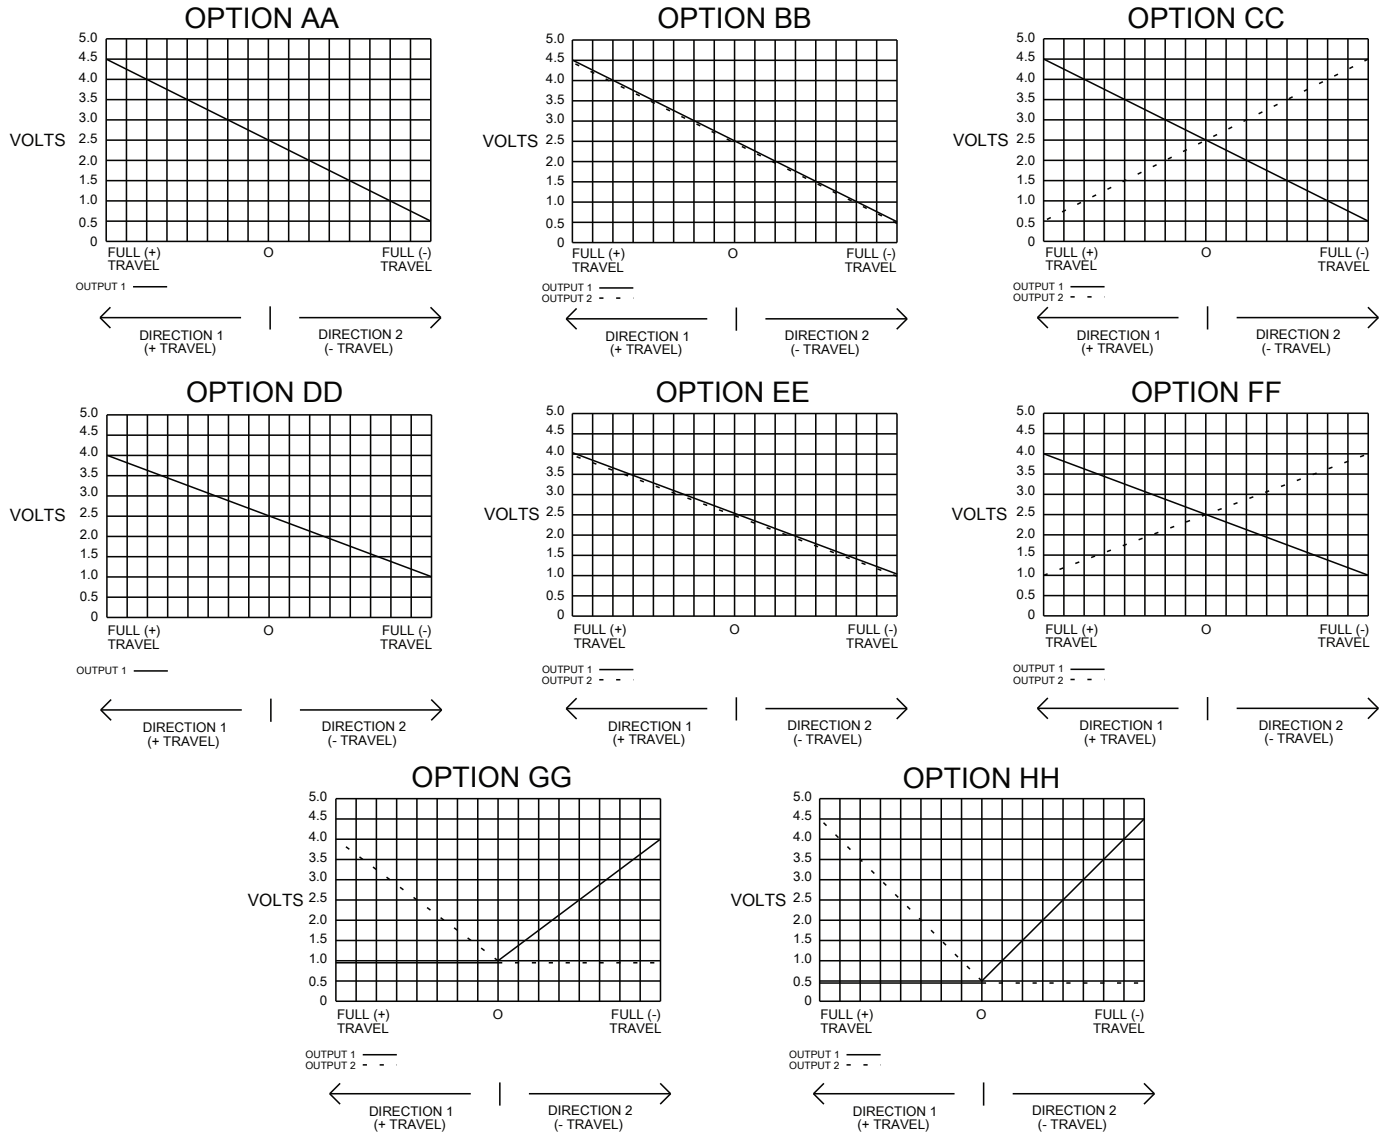 OPTION AA
5.0
4.5
4.0
3.5
3.0
2.5
2.0
1.5
1.0
0.5
0
VOLTS
FULL (+)
TRAVEL
O
FULL (-)
TRAVEL
OUTPUT 1
DIRECTION 1
(+ TRAVEL)
DIRECTION 2
(- TRAVEL)
OPTION BB
5.0
4.5
4.0
3.5
3.0
2.5
2.0
1.5
1.0
0.5
0
VOLTS
FULL (+)
TRAVEL
O
FULL (-)
TRAVEL
OUTPUT 1
OUTPUT 2
DIRECTION 1
(+ TRAVEL)
DIRECTION 2
(- TRAVEL)
OPTION CC
5.0
4.5
4.0
3.5
3.0
2.5
2.0
1.5
1.0
0.5
0
VOLTS
FULL (+)
TRAVEL
O
FULL (-)
TRAVEL
OUTPUT 1
OUTPUT 2
DIRECTION 1
(+ TRAVEL)
DIRECTION 2
(- TRAVEL)
OPTION DD
5.0
4.5
4.0
3.5
3.0
2.5
2.0
1.5
1.0
0.5
0
VOLTS
FULL (+)
TRAVEL
O
FULL (-)
TRAVEL
OUTPUT 1
DIRECTION 1
(+ TRAVEL)
DIRECTION 2
(- TRAVEL)
OPTION EE
5.0
4.5
4.0
3.5
3.0
2.5
2.0
1.5
1.0
0.5
0
VOLTS
FULL (+)
TRAVEL
O
FULL (-)
TRAVEL
OUTPUT 1
OUTPUT 2
DIRECTION 1
(+ TRAVEL)
DIRECTION 2
(- TRAVEL)
OPTION FF
5.0
4.5
4.0
3.5
3.0
2.5
2.0
1.5
1.0
0.5
0
VOLTS
FULL (+)
TRAVEL
O
FULL (-)
TRAVEL
OUTPUT 1
OUTPUT 2
DIRECTION 1
(+ TRAVEL)
DIRECTION 2
(- TRAVEL)
OPTION GG
5.0
4.5
4.0
3.5
3.0
2.5
2.0
1.5
1.0
0.5
0
VOLTS
FULL (+)
TRAVEL
O
FULL (-)
TRAVEL
OUTPUT 1
OUTPUT 2
DIRECTION 1
(+ TRAVEL)
DIRECTION 2
(- TRAVEL)
OPTION HH
5.0
4.5
4.0
3.5
3.0
2.5
2.0
1.5
1.0
0.5
0
VOLTS
FULL (+)
TRAVEL
O
FULL (-)
TRAVEL
OUTPUT 1
OUTPUT 2
DIRECTION 1
(+ TRAVEL)
DIRECTION 2
(- TRAVEL)